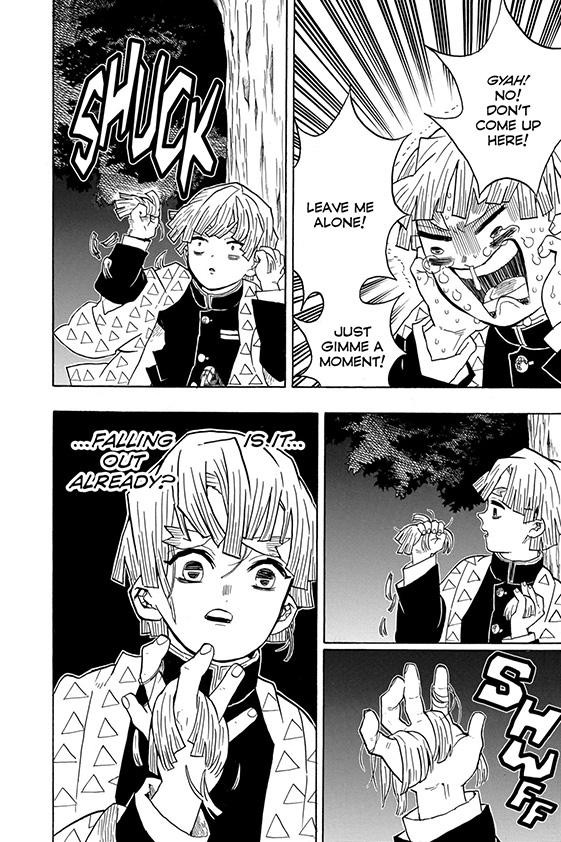 GYAH!
NO!
DON'T
COME UP
HERE!
LEAVE ME
ALONE!
JUST
GIMME A
MOMENT!
SHUCK
SHWFF
IS IT...
...FALLING
OUT
ALREADY?